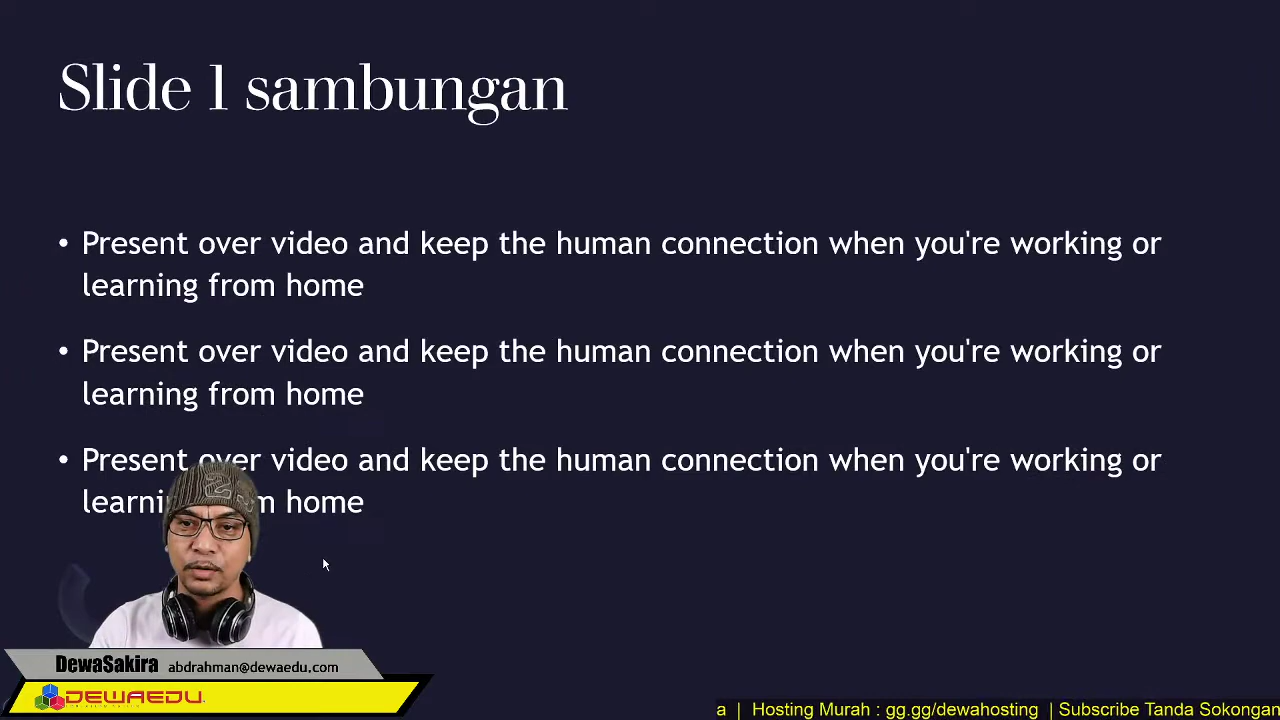 Slide 1 sambungan
• Present over video and keep the human connection when you're working or
learning from home
• Present over video and keep the human connection when you're working or
learning from home
• Present over video and keep the human connection when you're working or
home
DewaSakira abdrahman@dewaedu.com
DEWAEDU
a | Hosting Murah : gg.gg/dewahosting | Subscribe Tanda Sokongan